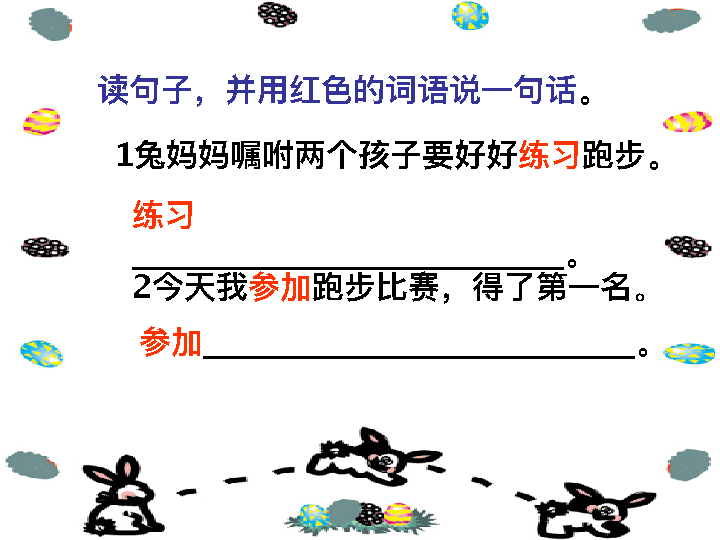 读句子，并用红色的词语说一句话。
1兔妈妈嘱咐两个孩子要好好练习跑步。
练习
___________________________。
2今天我参加跑步比赛，得了第一名。
参加___________________________。